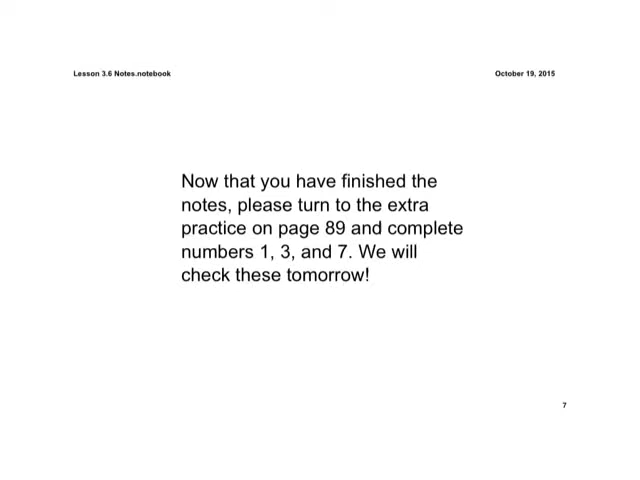 Lesson 3.6 Notes.notebook
October 19, 2015
Now that you have finished the
notes, please turn to the extra
practice on page 89 and complete
numbers 1, 3, and 7. We will
check these tomorrow!
7